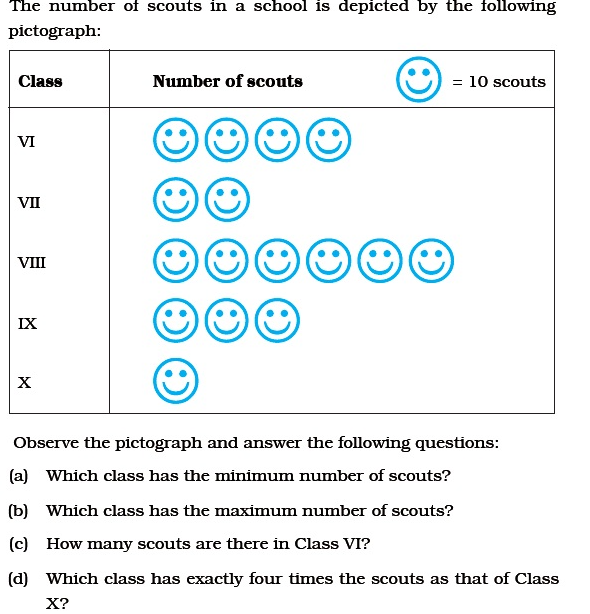 The number of scouts in a school is depicted by the following
pictograph:
Class Number of scouts = 10 scouts
VI
VII
VIII
IX
X
Observe the pictograph and answer the following questions:
(a) Which class has the minimum number of scouts?
(b) Which class has the maximum number of scouts?
(c) How many scouts are there in Class VI?
(d) Which class has exactly four times the scouts as that of Class
X?